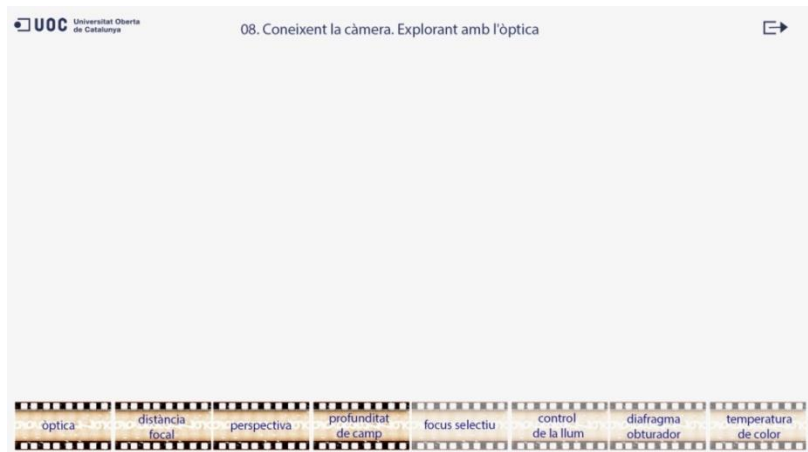 UOC Universitat Oberta
de Catalunya
08. Coneixent la càmera. Explorant amb l'òptica
òptica
distància
focal
perspectiva
profunditat
de camp
focus selectiu
control
de la llum
diafragma
obturador
temperatura
de color